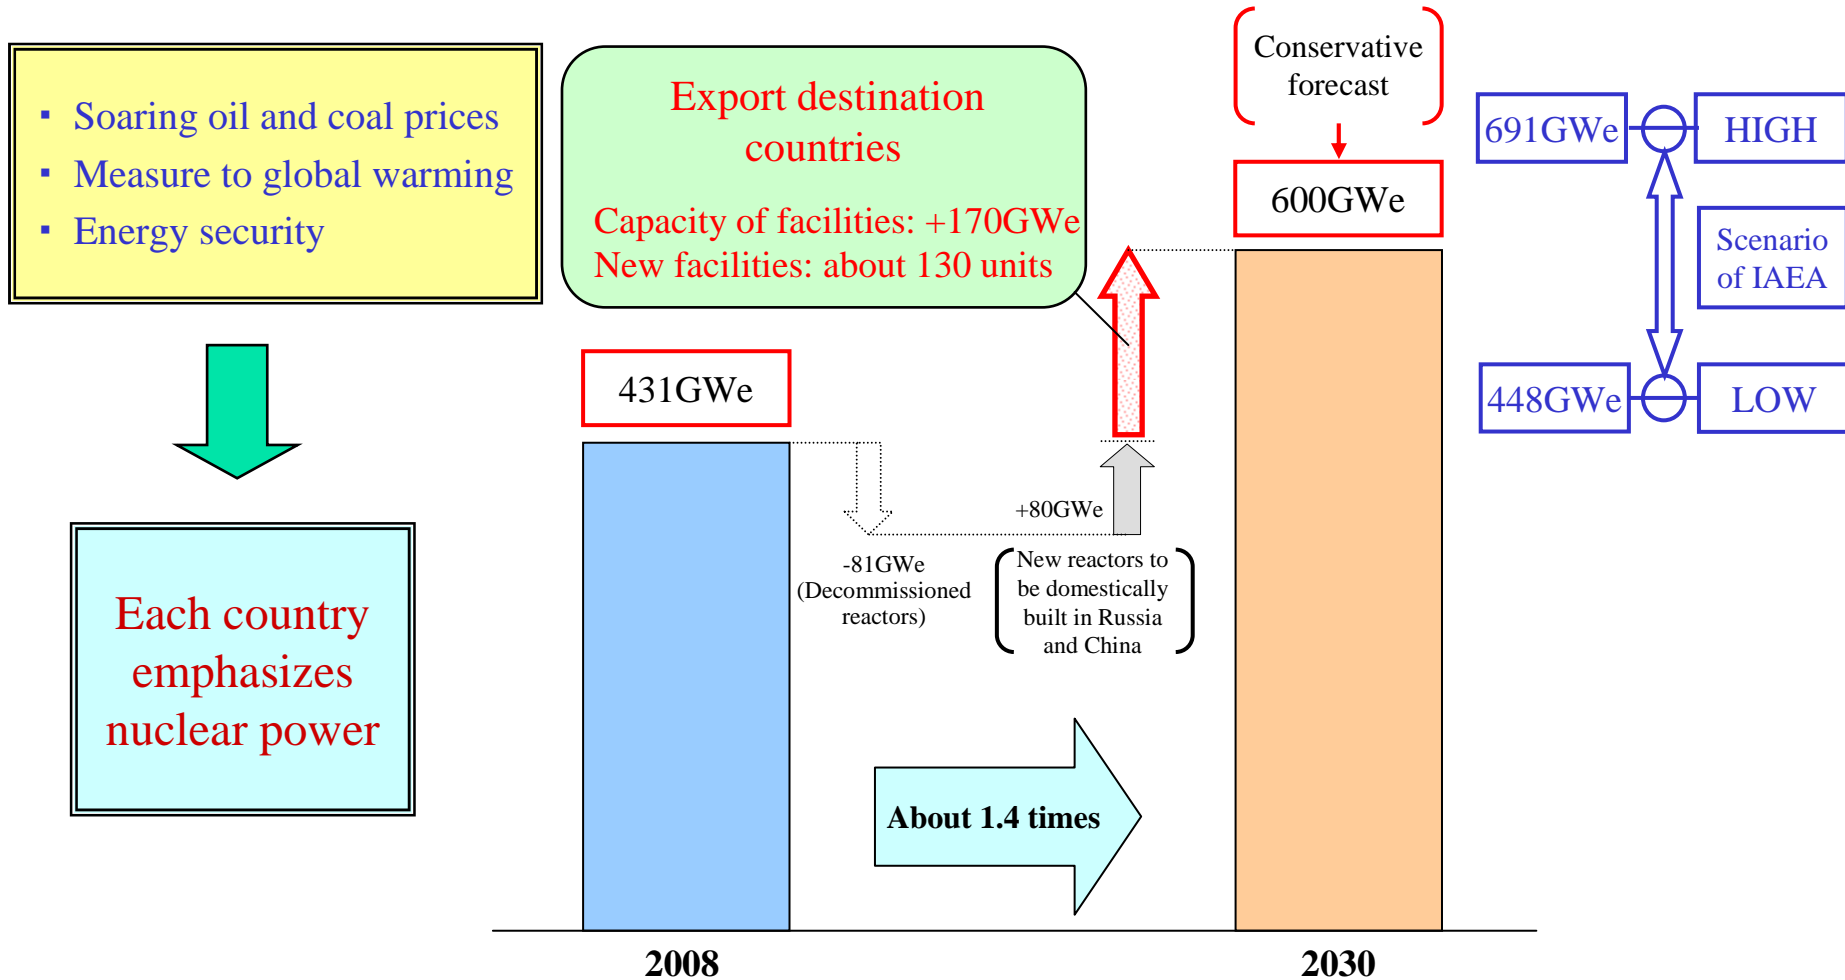 ▪ Soaring oil and coal prices
▪ Measure to global warming
▪ Energy security
Each country
emphasizes
nuclear power
Export destination
countries
Capacity of facilities: +170GWe
New facilities: about 130 units
431GWe
-81GWe
(Decommissioned
reactors)
+80GWe
New reactors to
be domestically
built in Russia
and China
About 1.4 times
Conservative
forecast
600GWe
691GWe
HIGH
Scenario
of IAEA
448GWe
LOW
2008
2030